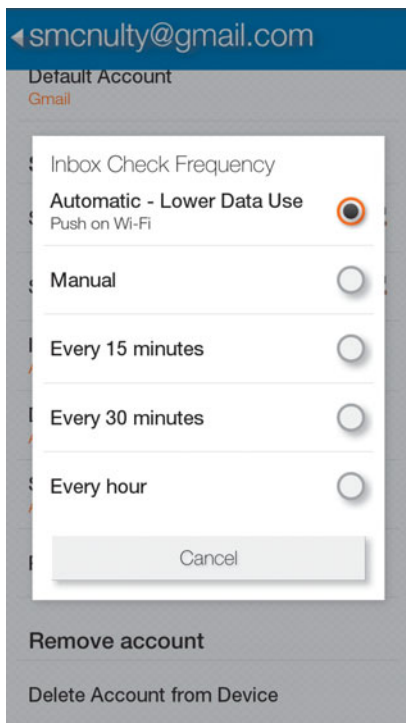 smcnulty@gmail.com
Default Account
Gmail
Inbox Check Frequency
Automatic - Lower Data Use
Push on Wi-Fi
Manual
Every 15 minutes
Every 30 minutes
Every hour
Cancel
Remove account
Delete Account from Device